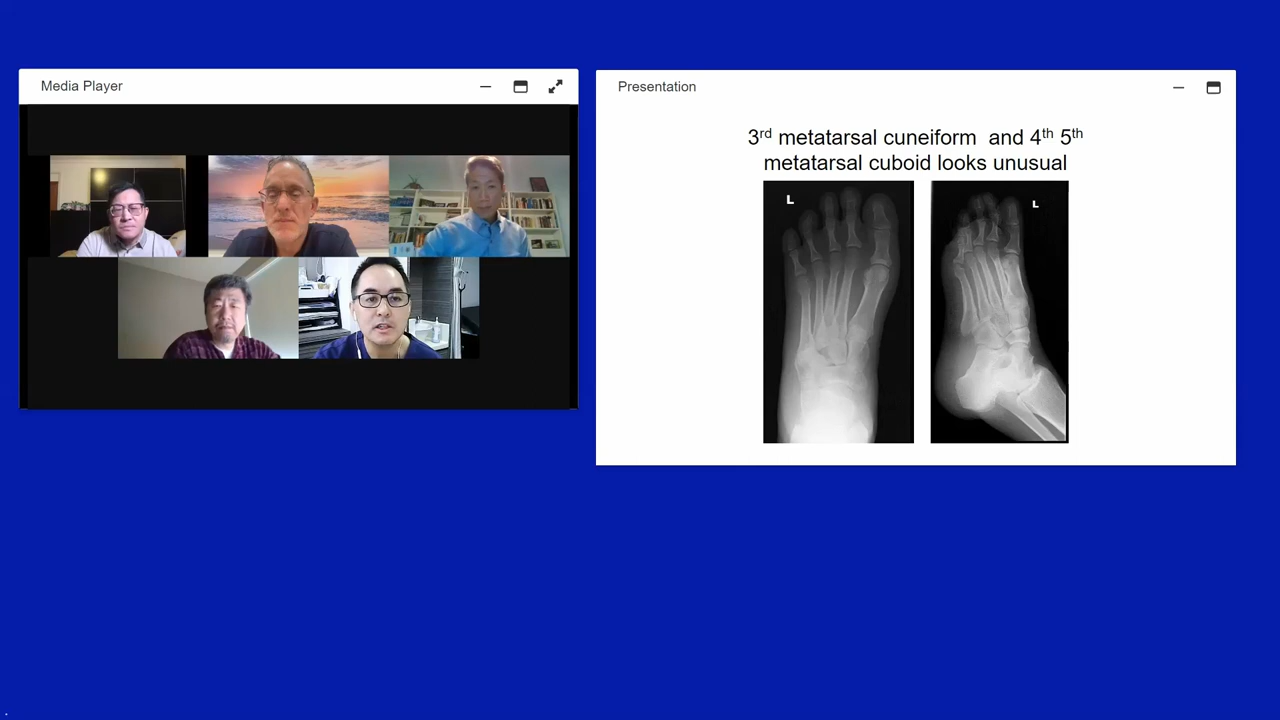 Media Player
Presentation
3rd metatarsal cuneiform and 4th 5th
metatarsal cuboid looks unusual
L
L